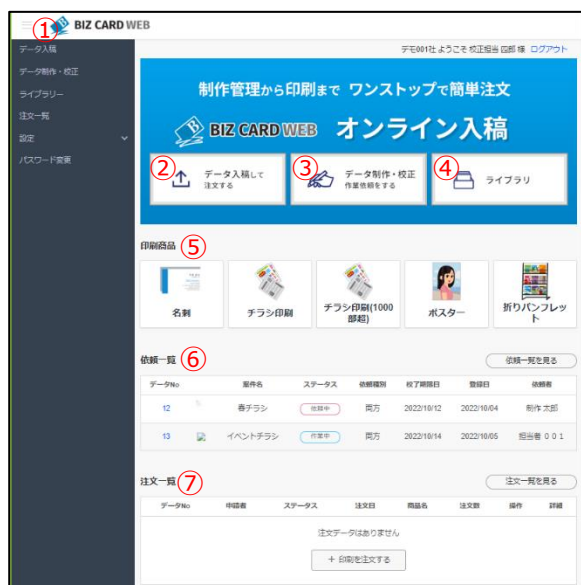 ① BIZ CARD WEB
データ入稿
データ制作・校正
ライブラリー
注文一覧
設定
パスワード変更
デモ001社 ようこそ 校正担当 四郎 様 ログアウト
制作管理から印刷まで ワンストップで簡単注文
BIZ CARD WEB オンライン入稿
② データ入稿して
注文する
③ データ制作・校正
作業依頼をする
④ ライブラリ
印刷商品 ⑤
名刺
チラシ印刷
チラシ印刷(1000
部超)
ポスター
折りパンフレッ
ト
依頼一覧 ⑥ 依頼一覧を見る
データNo 案件名 ステータス 依頼種別 校了期限日 登録日 依頼者
12 春チラシ 依頼中 両方 2022/10/12 2022/10/04 制作 太郎
13 イベントチラシ 作業中 両方 2022/10/14 2022/10/05 担当者 001
注文一覧 ⑦ 注文一覧を見る
データNo 申請者 ステータス 注文日 商品名 注文数 操作 詳細
注文データはありません
+ 印刷を注文する